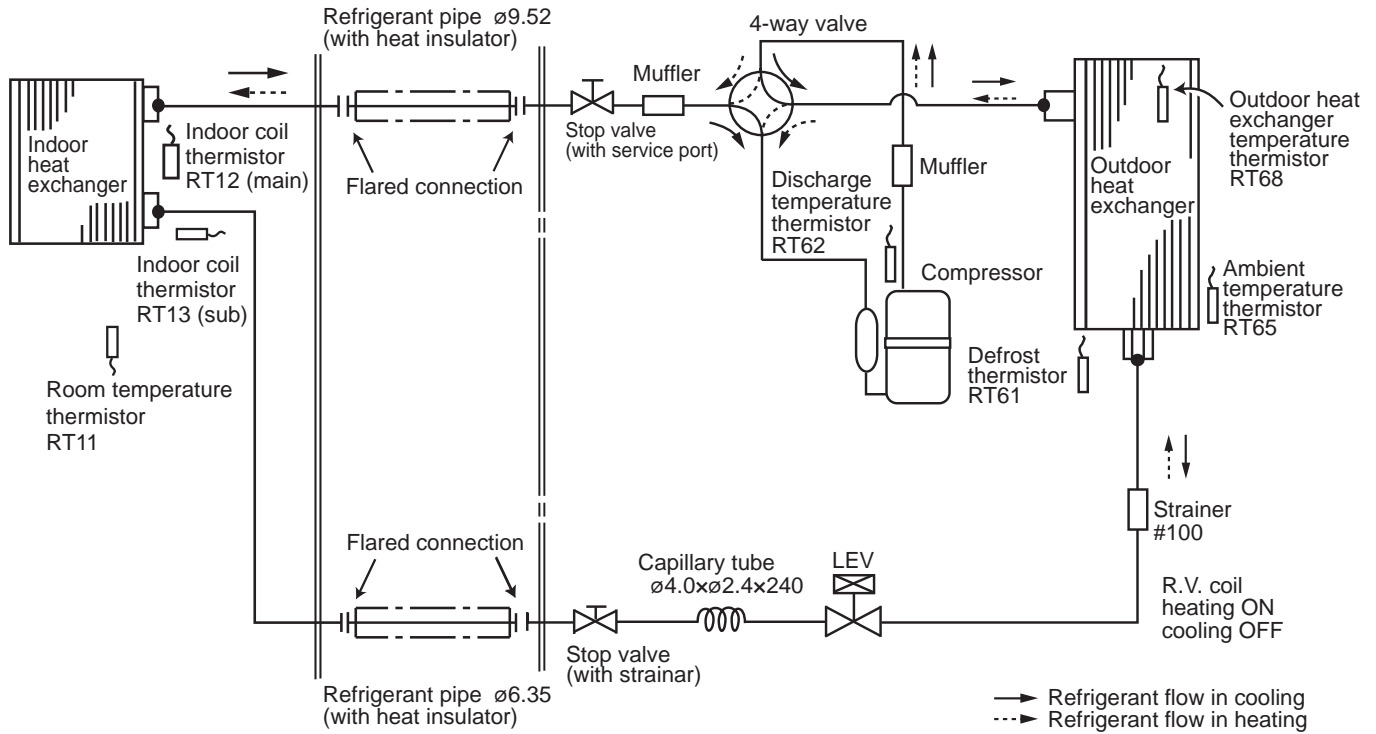 Refrigerant pipe ø9.52
(with heat insulator)
4-way valve
Muffler
Indoor
heat
exchanger
Indoor coil
thermistor
RT12 (main)
Flared connection
Stop valve
(with service port)
Discharge
temperature
thermistor
RT62
Muffler
Outdoor
heat
exchanger
Outdoor heat
exchanger
temperature
thermistor
RT68
Indoor coil
thermistor
RT13 (sub)
Compressor
Ambient
temperature
thermistor
RT65
Room temperature
thermistor
RT11
Defrost
thermistor
RT61
Strainer
#100
Flared connection
Capillary tube
ø4.0×ø2.4×240
LEV
R.V. coil
heating ON
cooling OFF
Stop valve
(with strainar)
Refrigerant pipe ø6.35
(with heat insulator)
Refrigerant flow in cooling
Refrigerant flow in heating